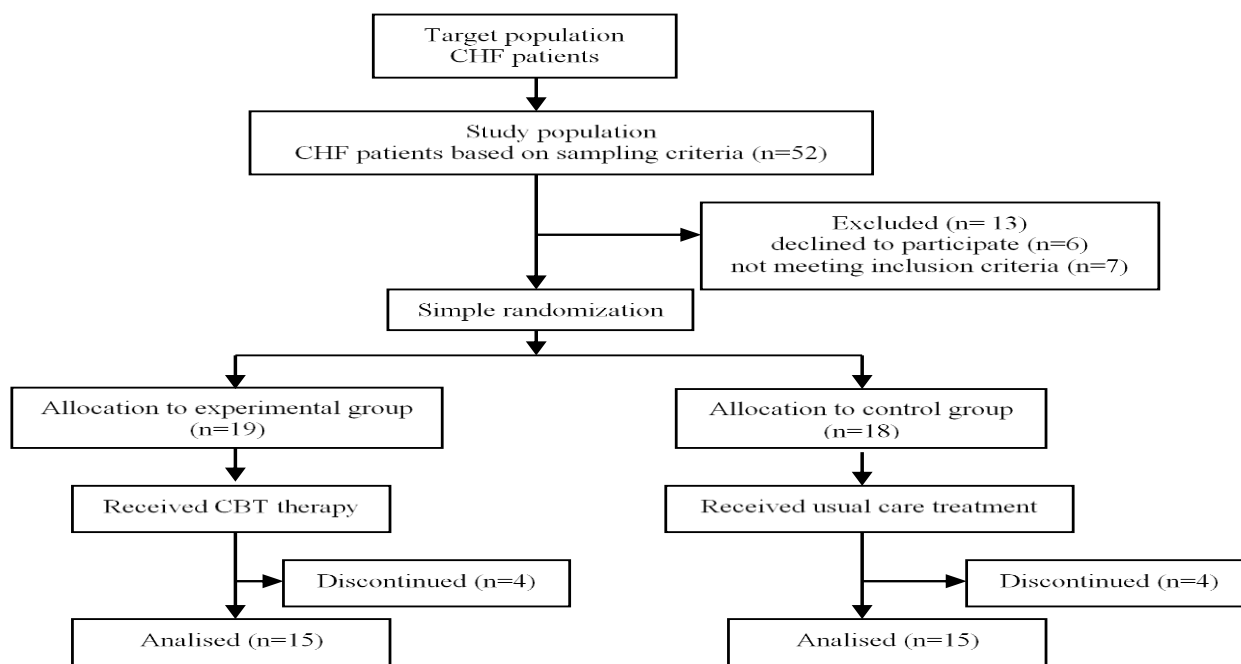 Target population
CHF patients
Study population
CHF patients based on sampling criteria (n=52)
Excluded (n= 13)
declined to participate (n=6)
not meeting inclusion criteria (n=7)
Simple randomization
Allocation to experimental group
(n=19)
Allocation to control group
(n=18)
Received CBT therapy
Received usual care treatment
Discontinued (n=4)
Discontinued (n=4)
Analised (n=15)
Analised (n=15)